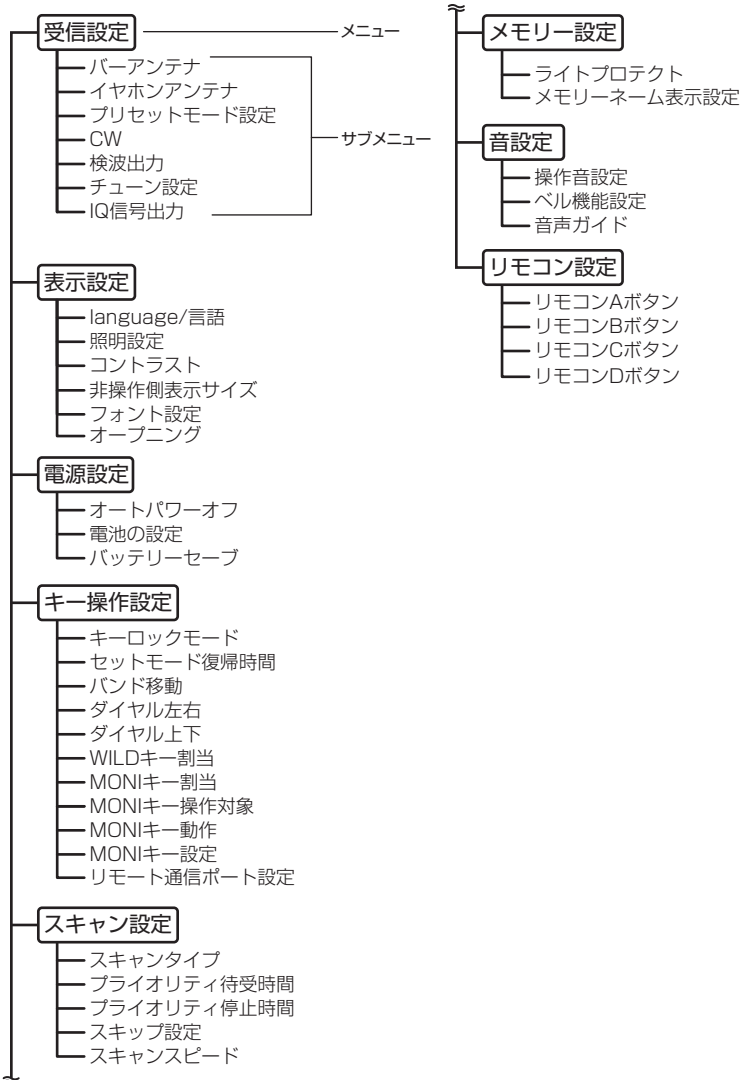 受信設定
メニュー
バーアンテナ
イヤホンアンテナ
プリセットモード設定
CW
サブメニュー
検波出力
チューン設定
IQ信号出力
表示設定
language/言語
照明設定
コントラスト
非操作側表示サイズ
フォント設定
オープニング
電源設定
オートパワーオフ
電池の設定
バッテリーセーブ
キー操作設定
キーロックモード
セットモード復帰時間
バンド移動
ダイヤル左右
ダイヤル上下
WILDキー割当
MONIキー割当
MONIキー操作対象
MONIキー動作
MONIキー設定
リモート通信ポート設定
スキャン設定
スキャンタイプ
プライオリティ待受時間
プライオリティ停止時間
スキップ設定
スキャンスピード
メモリー設定
ライトプロテクト
メモリーネーム表示設定
音設定
操作音設定
ベル機能設定
音声ガイド
リモコン設定
リモコンAボタン
リモコンBボタン
リモコンCボタン
リモコンDボタン